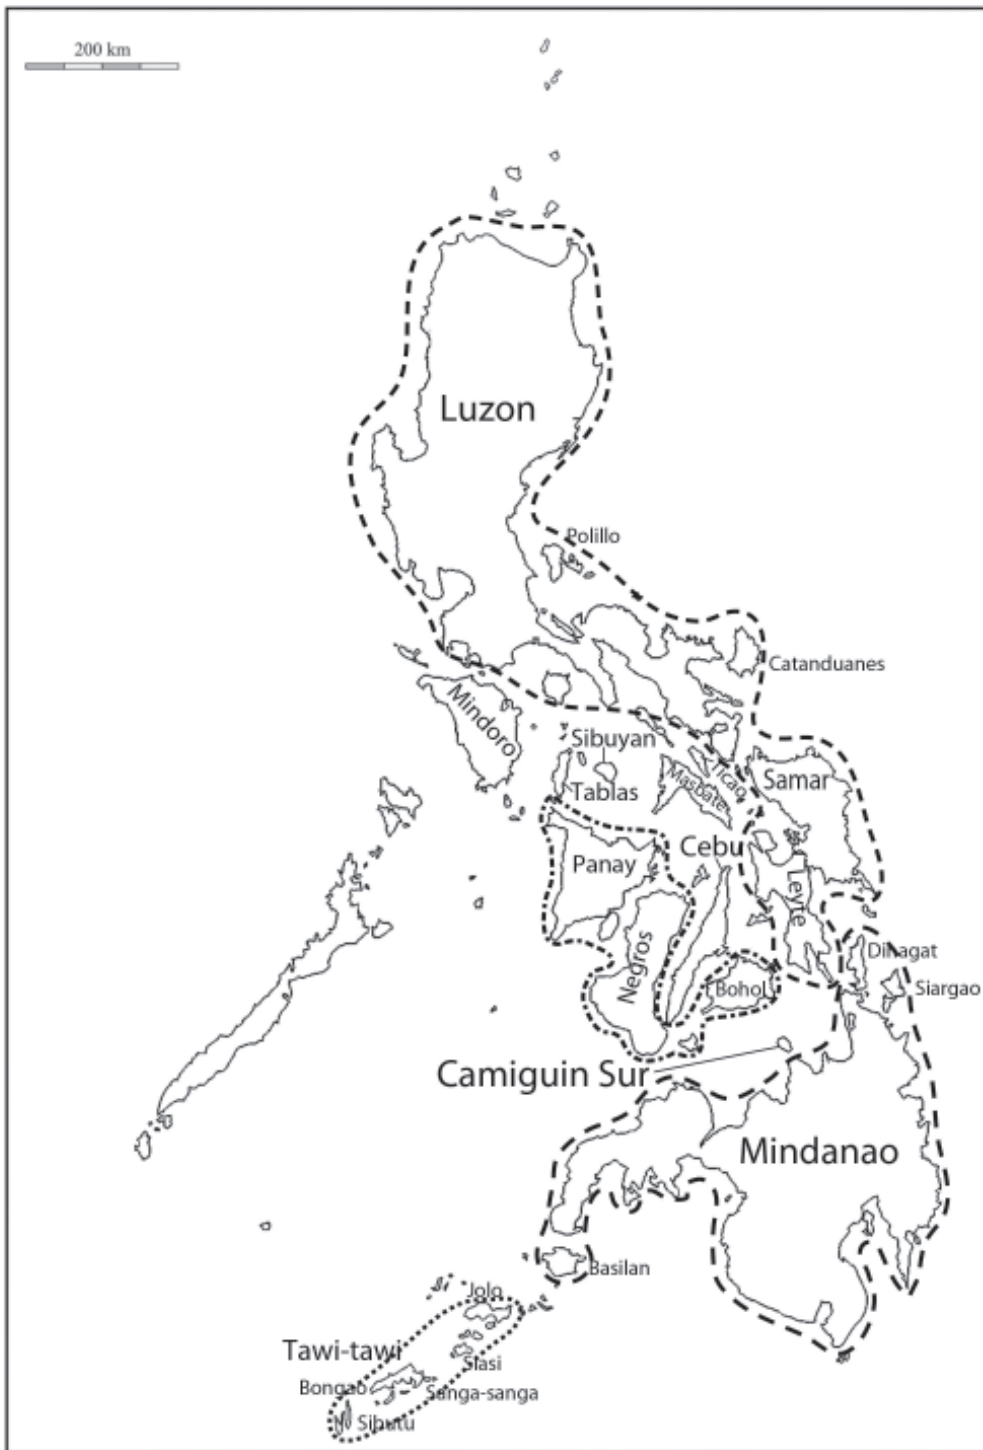 200 km
Luzon
Polillo
Catanduanes
Mindoro
Sibuyan
Tablas
Ticao
Masbate
Samar
Cebu
Panay
Leyte
Negros
Dinagat
Bohol
Siargao
Camiguin Sur
Mindanao
Basilan
Jolo
Tawi-tawi
Siasi
Bongao
Sanga-sanga
Sibutu